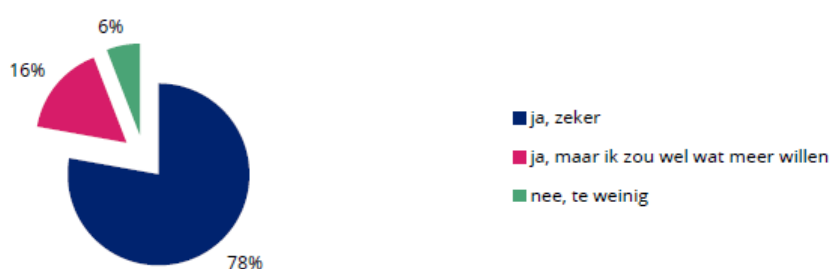 6%
16%
78%
ja, zeker
ja, maar ik zou wel wat meer willen
nee, te weinig